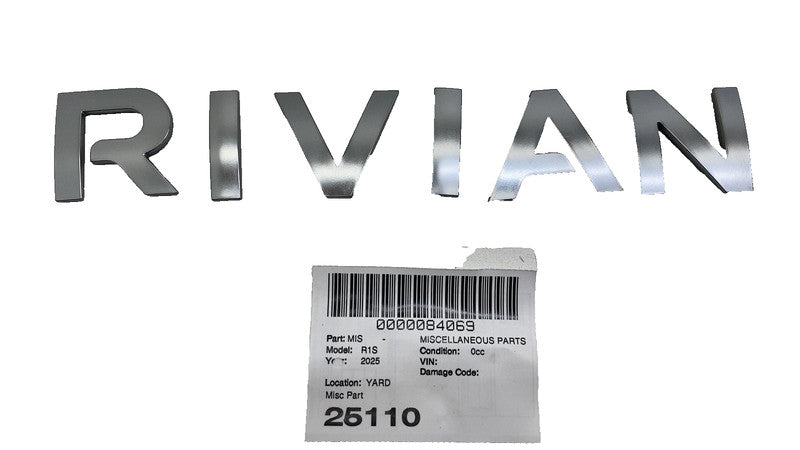 RIVIAN
0000084069
Part: MIS - MISCELLANEOUS PARTS
Model: R1S Condition: 0cc
Year: 2025 VIN:
Damage Code:
Location: YARD
Misc Part
25110